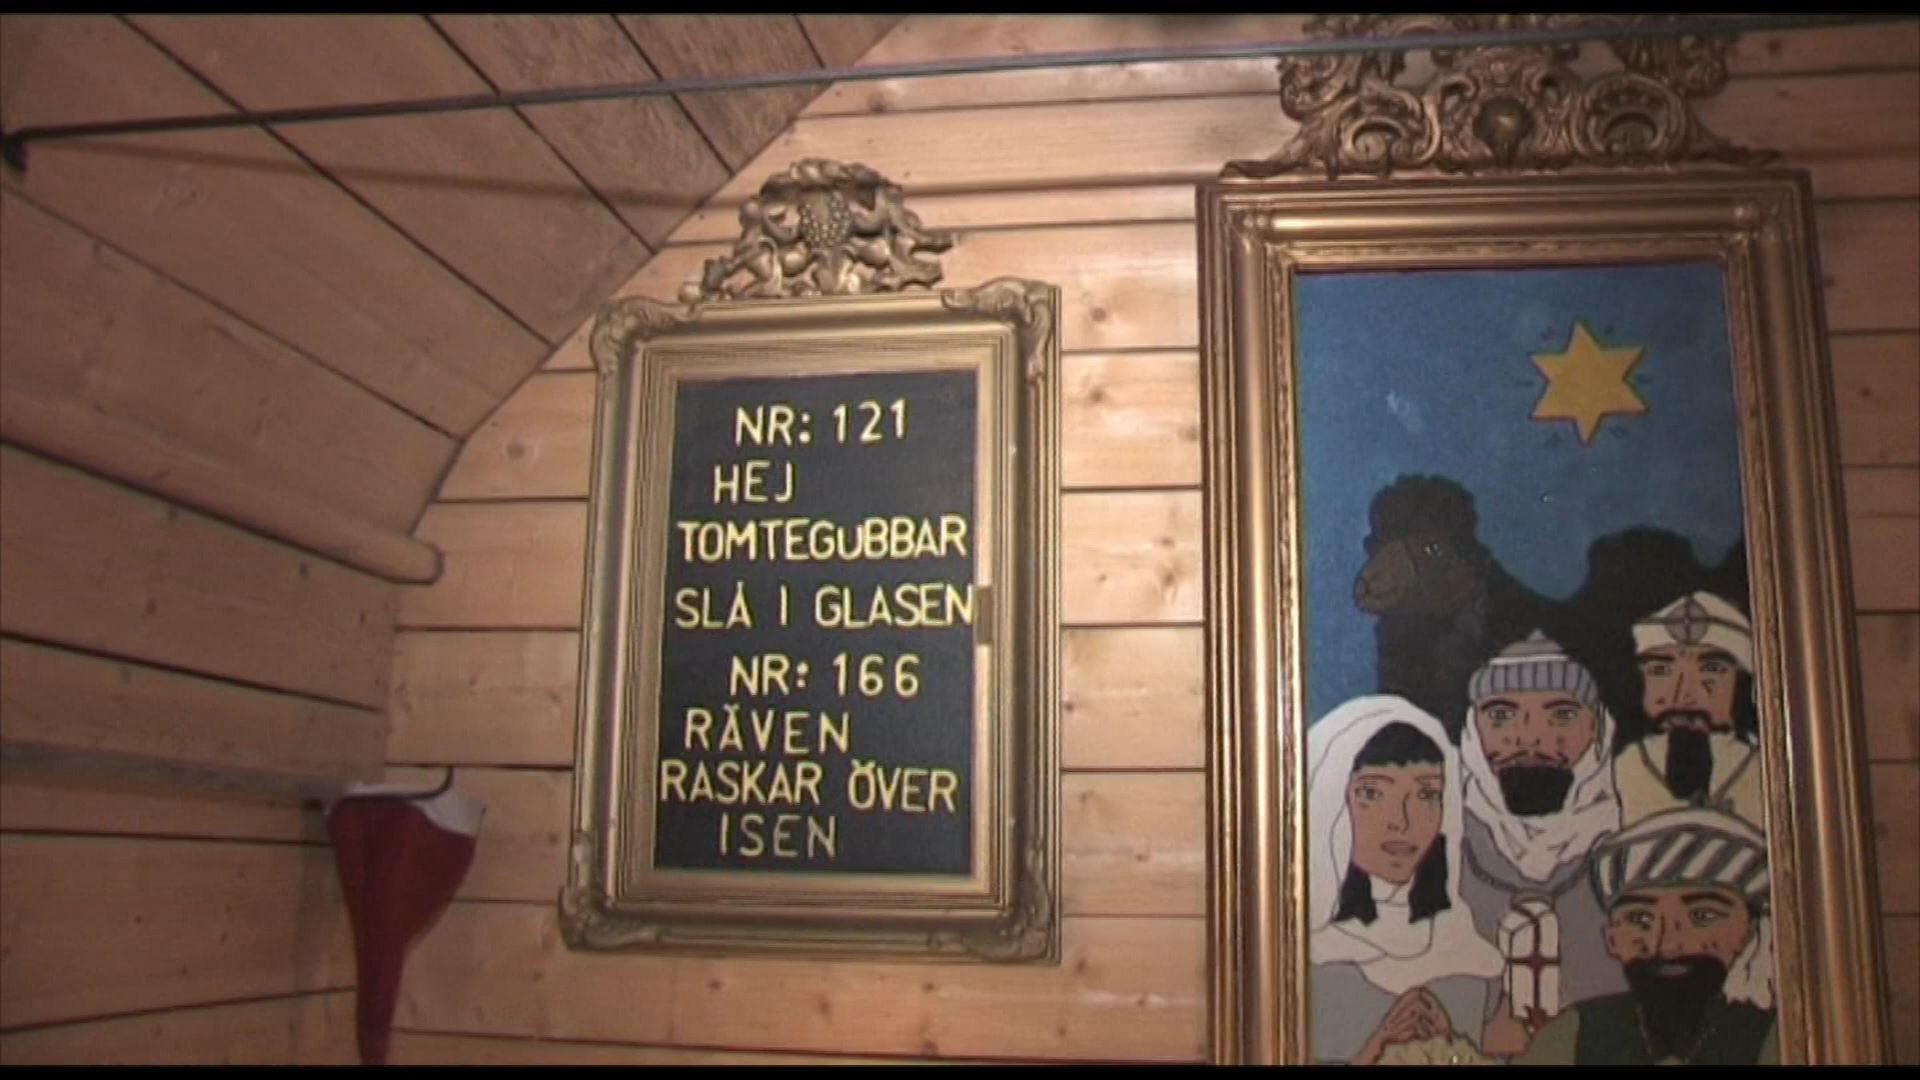 NR: 121
HEJ
TOMTEGUBBAR
SLÅ I GLASEN
NR: 166
RÄVEN
RASKAR ÖVER
ISEN